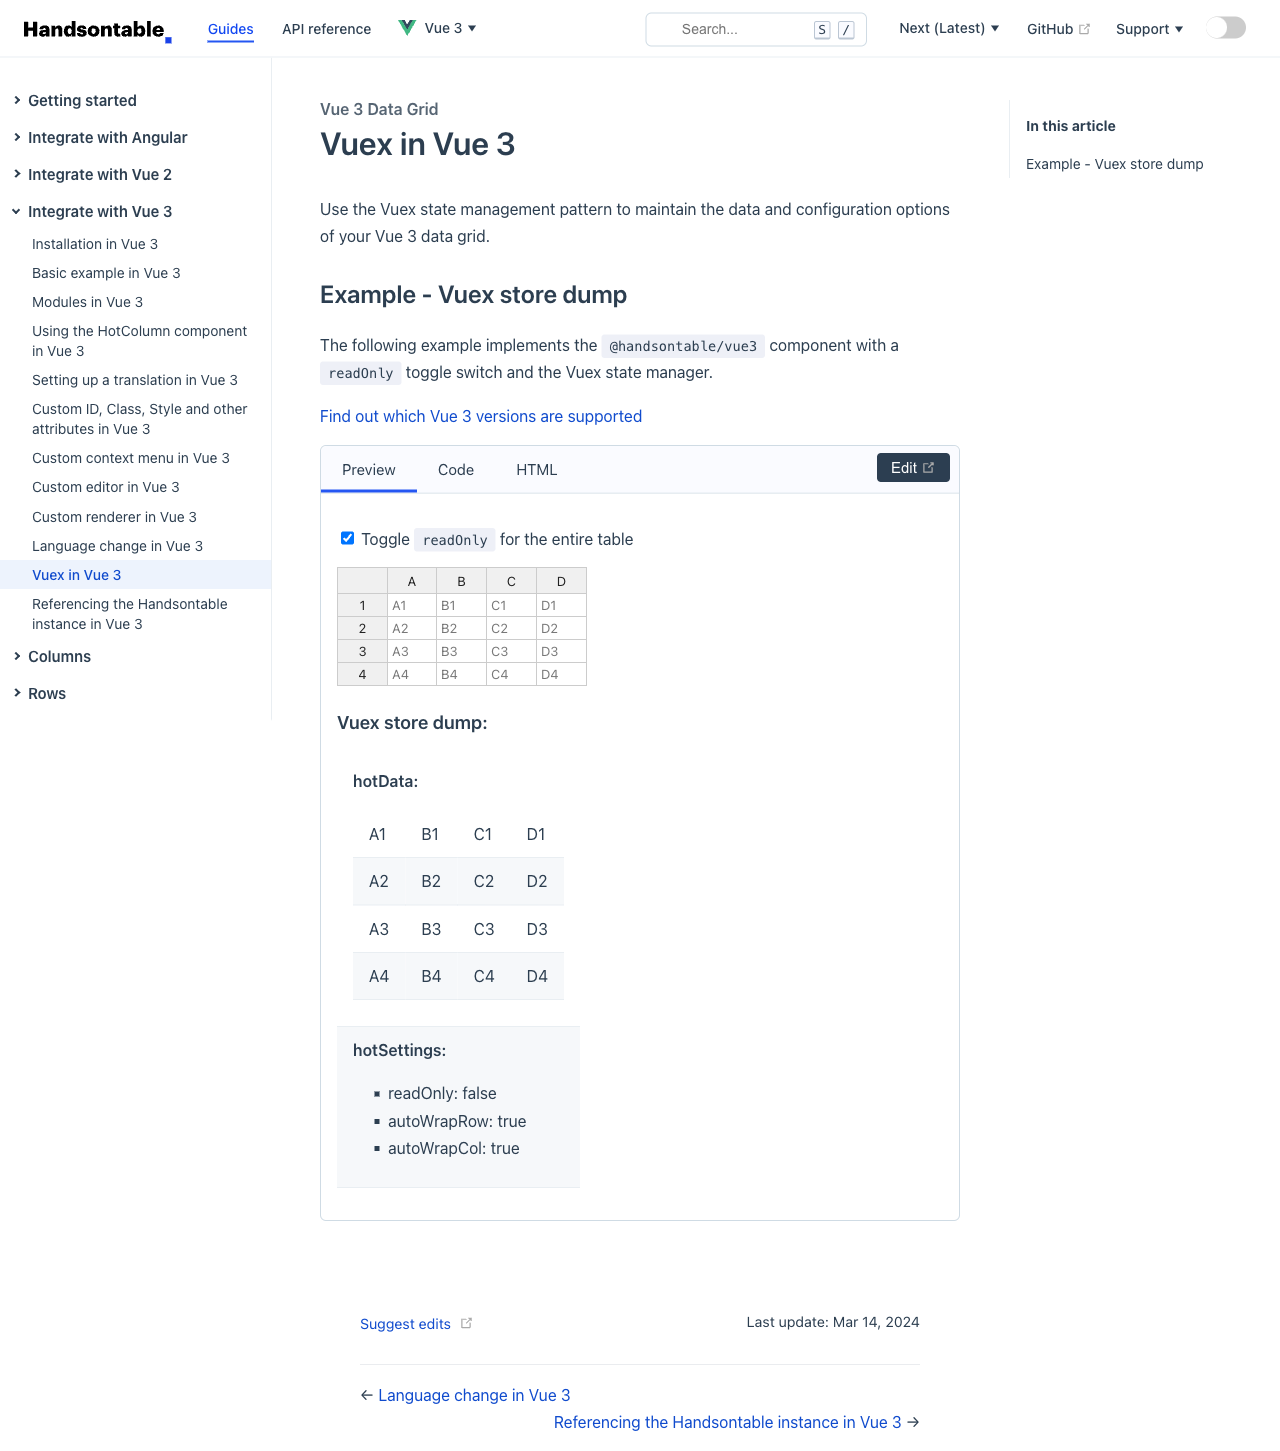 Handsontable
Guides
API reference
Vue 3
Search...
S
/
Next (Latest)
GitHub
Support
Getting started
Integrate with Angular
Integrate with Vue 2
Integrate with Vue 3
Installation in Vue 3
Basic example in Vue 3
Modules in Vue 3
Using the HotColumn component
in Vue 3
Setting up a translation in Vue 3
Custom ID, Class, Style and other
attributes in Vue 3
Custom context menu in Vue 3
Custom editor in Vue 3
Custom renderer in Vue 3
Language change in Vue 3
Vuex in Vue 3
Referencing the Handsontable
instance in Vue 3
Columns
Rows
Vue 3 Data Grid
Vuex in Vue 3
Use the Vuex state management pattern to maintain the data and configuration options
of your Vue 3 data grid.
Example - Vuex store dump
The following example implements the @handsontable/vue3 component with a
readOnly toggle switch and the Vuex state manager.
Find out which Vue 3 versions are supported
Preview Code HTML Edit
Toggle readOnly for the entire table
A B C D
1 A1 B1 C1 D1
2 A2 B2 C2 D2
3 A3 B3 C3 D3
4 A4 B4 C4 D4
Vuex store dump:
hotData:
A1 B1 C1 D1
A2 B2 C2 D2
A3 B3 C3 D3
A4 B4 C4 D4
hotSettings:
readOnly: false
autoWrapRow: true
autoWrapCol: true
Suggest edits
Last update: Mar 14, 2024
← Language change in Vue 3
Referencing the Handsontable instance in Vue 3 →
In this article
Example - Vuex store dump